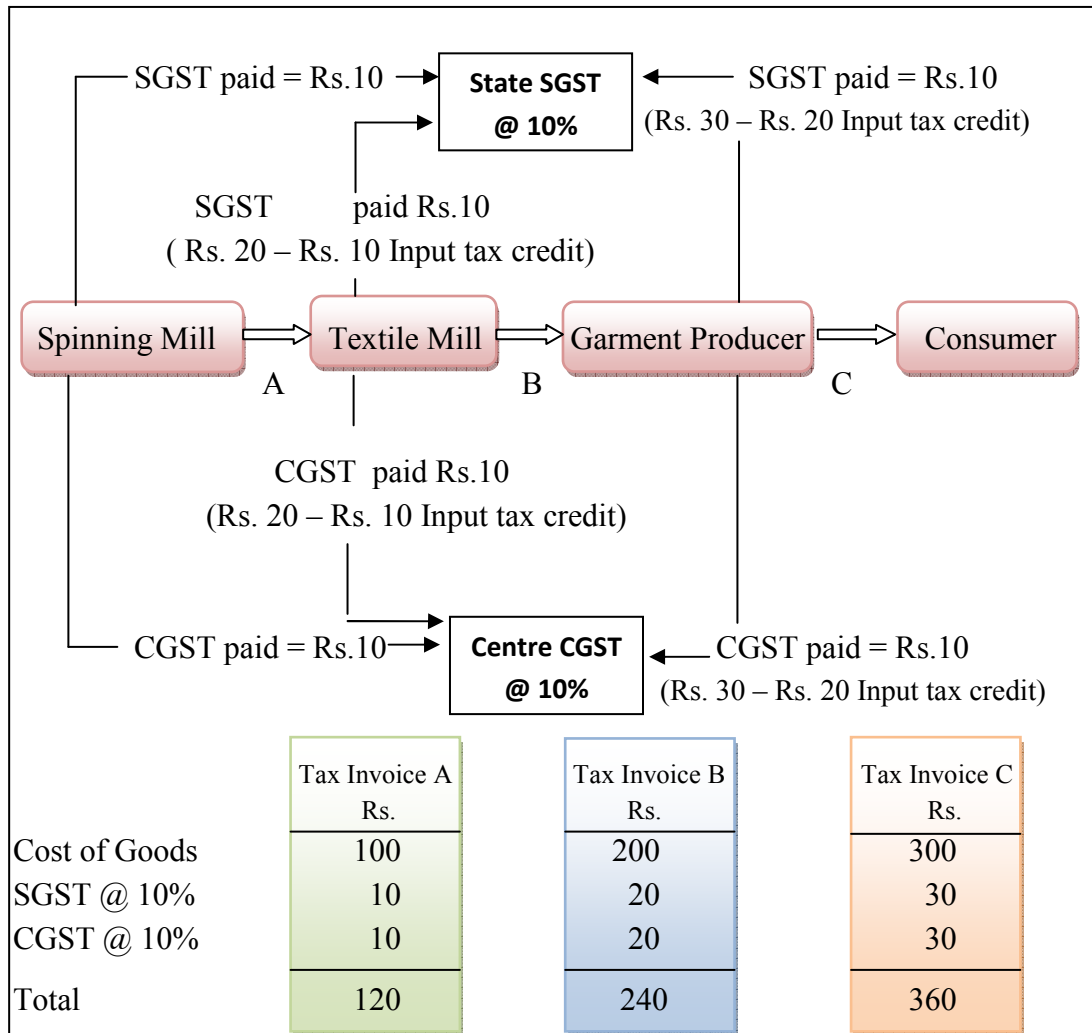 SGST paid = Rs.10
State SGST
@ 10%
SGST paid = Rs.10
(Rs. 30 – Rs. 20 Input tax credit)
SGST paid Rs.10
( Rs. 20 – Rs. 10 Input tax credit)
Spinning Mill
Textile Mill
Garment Producer
Consumer
A
B
C
CGST paid Rs.10
(Rs. 20 – Rs. 10 Input tax credit)
CGST paid = Rs.10
Centre CGST
@ 10%
CGST paid = Rs.10
(Rs. 30 – Rs. 20 Input tax credit)
Tax Invoice A Tax Invoice B Tax Invoice C
Rs. Rs. Rs.
Cost of Goods 100 200 300
SGST @ 10% 10 20 30
CGST @ 10% 10 20 30
Total 120 240 360